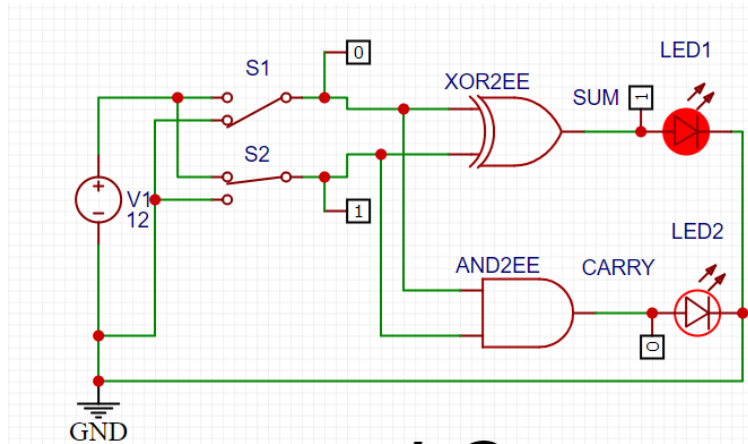 S1
0
LED1
XOR2EE
SUM
1
S2
V1
12
1
+
−
LED2
AND2EE
CARRY
0
GND